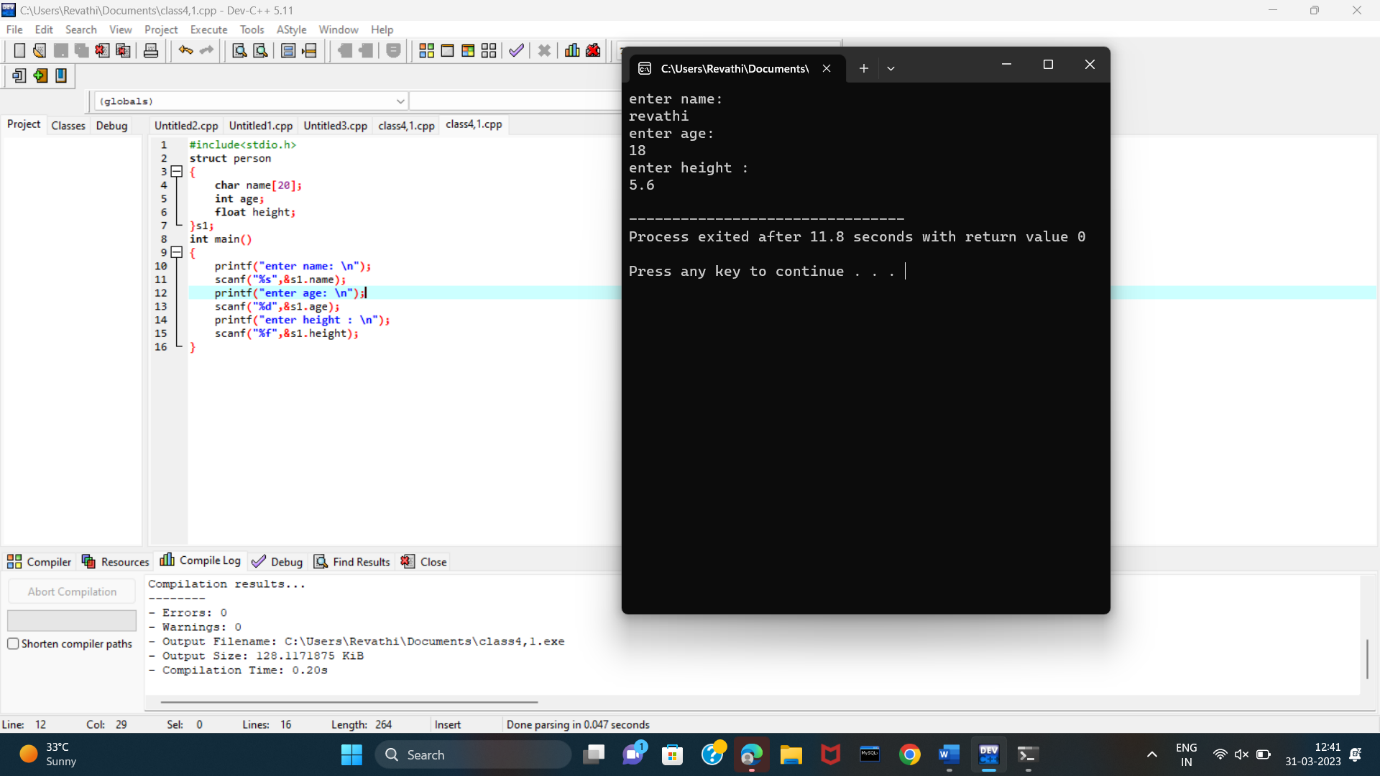 C:\Users\Revathi\Documents\class4,1.cpp - Dev-C++ 5.11
File Edit Search View Project Execute Tools AStyle Window Help
(globals)
Project Classes Debug
Untitled2.cpp Untitled1.cpp Untitled3.cpp class4,1.cpp class4,1.cpp
1 #include<stdio.h>
2 struct person
3 {
4 char name[20];
5 int age;
6 float height;
7 }s1;
8 int main()
9 {
10 printf("enter name: \n");
11 scanf("%s",&s1.name);
12 printf("enter age: \n");
13 scanf("%d",&s1.age);
14 printf("enter height : \n");
15 scanf("%f",&s1.height);
16 }
C:\Users\Revathi\Documents\
enter name:
revathi
enter age:
18
enter height :
5.6
--------------------------------
Process exited after 11.8 seconds with return value 0
Press any key to continue . . .
Compiler Resources Compile Log Debug Find Results Close
Abort Compilation
Shorten compiler paths
Compilation results...
--------
- Errors: 0
- Warnings: 0
- Output Filename: C:\Users\Revathi\Documents\class4,1.exe
- Output Size: 128.1171875 KiB
- Compilation Time: 0.20s
Line: 12 Col: 29 Sel: 0 Lines: 16 Length: 264 Insert Done parsing in 0.047 seconds
33°C
Sunny
Search
1
MySQL
DEV
ENG
IN
12:41
31-03-2023